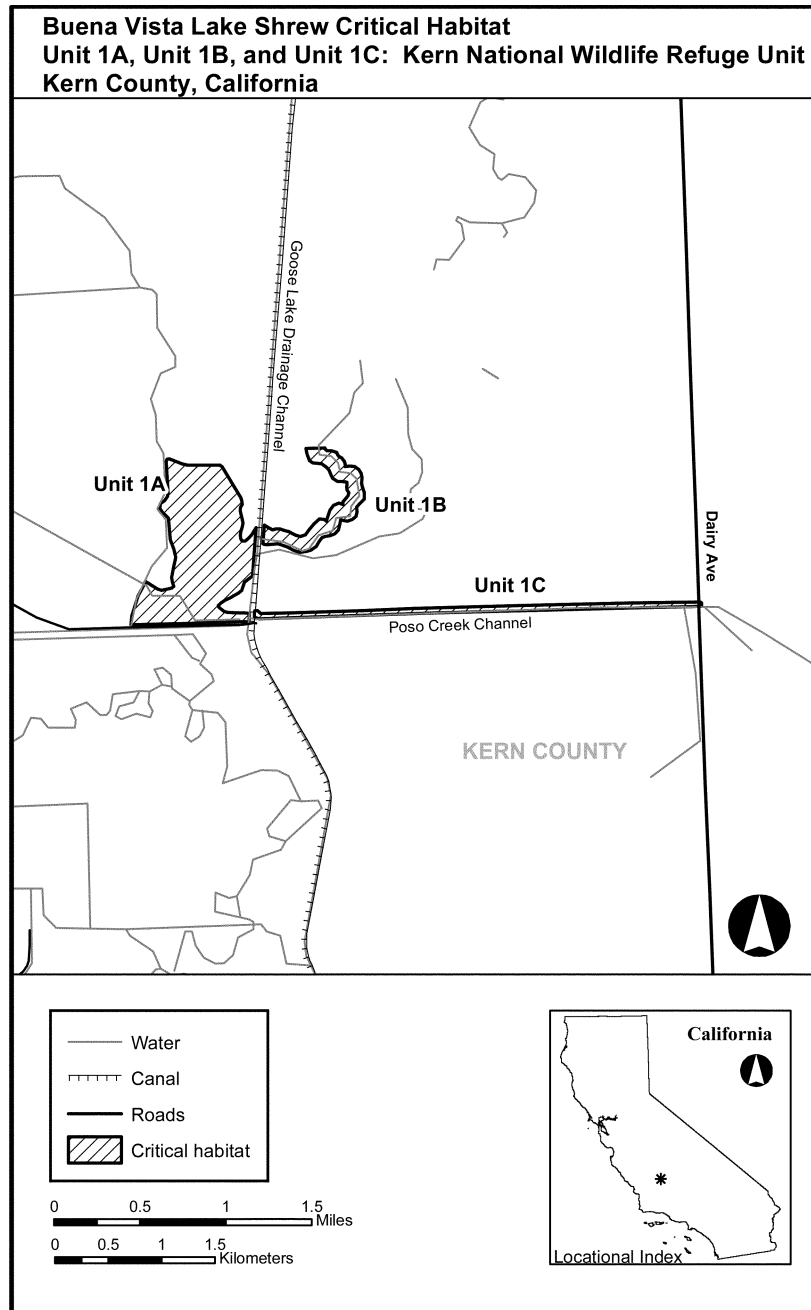 Buena Vista Lake Shrew Critical Habitat
Unit 1A, Unit 1B, and Unit 1C: Kern National Wildlife Refuge Unit
Kern County, California
Goose Lake Drainage Channel
Unit 1A
Unit 1B
Dairy Ave
Unit 1C
Poso Creek Channel
KERN COUNTY
Water
Canal
Roads
Critical habitat
0 0.5 1 1.5
Miles
0 0.5 1 1.5
Kilometers
California
Locational Index